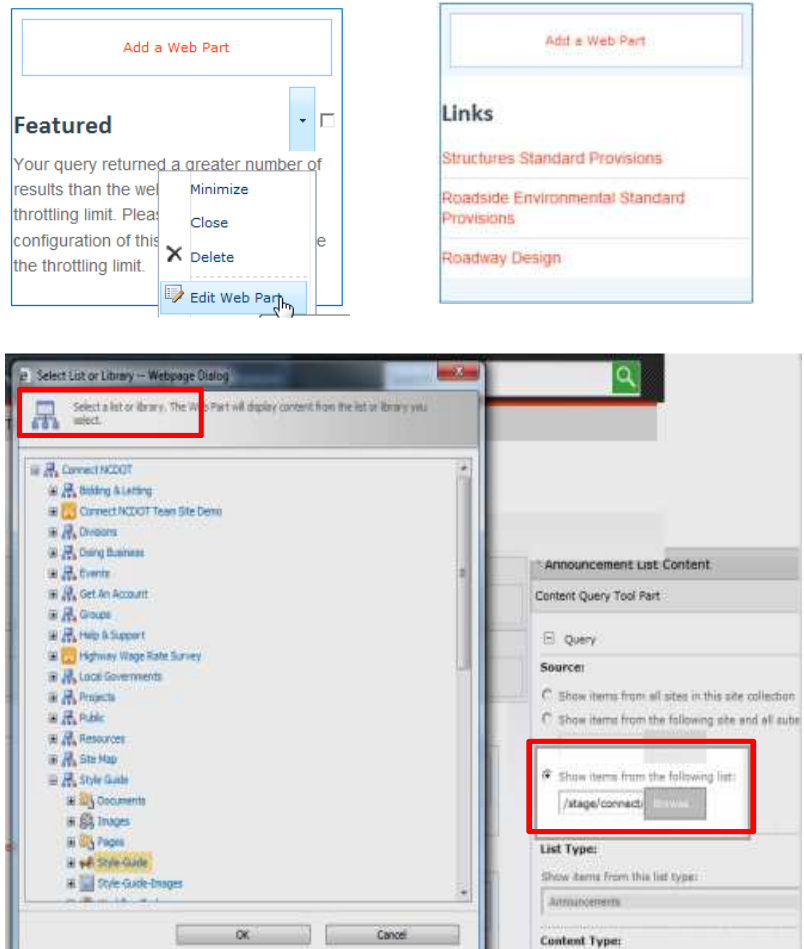 Add a Web Part
Featured
Your query returned a greater number of
results than the we
throttling limit. Pleas
configuration of this
e
the throttling limit.
Minimize
Close
Delete
Edit Web Part
Add a Web Part
Links
Structures Standard Provisions
Roadside Environmental Standard
Provisions
Roadway Design
Select List or Library -- Webpage Dialog
Select a list or library. The Web Part will display content from the list or library you
select.
Connect NCDOT
Bidding & Letting
Connect NCDOT Team Site Demo
Divisions
Doing Business
Events
Get An Account
Groups
Help & Support
Highway Wage Rate Survey
Local Governments
Projects
Public
Resources
Site Map
Style Guide
Documents
Images
Pages
Style-Guide
Style-Guide-Images
OK
Cancel
Announcement List Content
Content Query Tool Part
Query
Source:
Show items from all sites in this site collection
Show items from the following site and all subs
Show items from the following list:
/stage/connect/
Browse...
List Type:
Show items from this list type:
Announcements
Content Type: